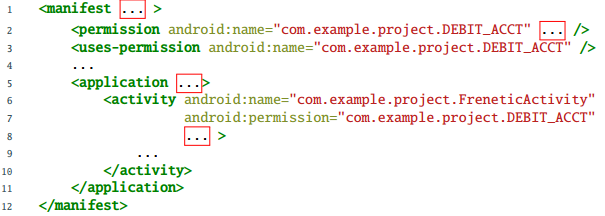 1 <manifest ... >
2 <permission android:name="com.example.project.DEBIT_ACCT" ... />
3 <uses-permission android:name="com.example.project.DEBIT_ACCT" />
4 ...
5 <application ...>
6 <activity android:name="com.example.project.FreneticActivity"
7 android:permission="com.example.project.DEBIT_ACCT"
8 ... >
9 ...
10 </activity>
11 </application>
12 </manifest>